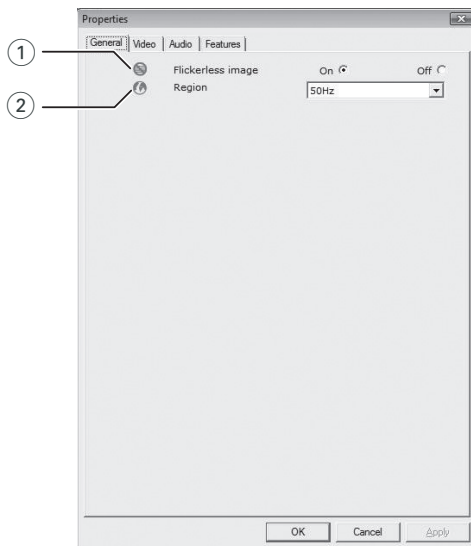 Properties
General Video Audio Features
1 Flickerless image On Off
2 Region 50Hz
OK Cancel Apply